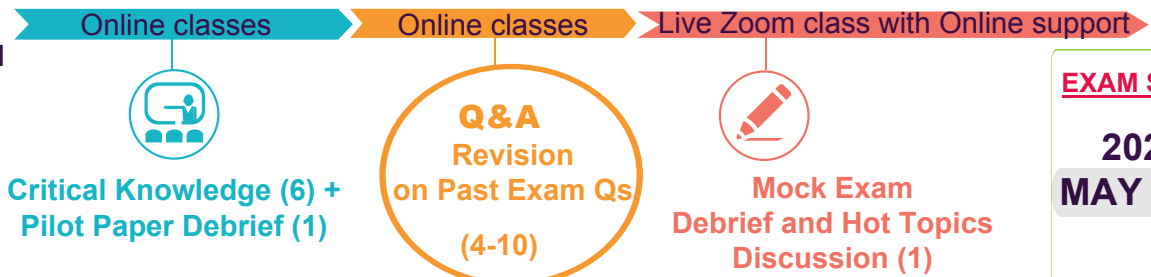 Online classes
Online classes
Live Zoom class with Online support
Critical Knowledge (6) +
Pilot Paper Debrief (1)
Q&A
Revision
on Past Exam Qs
(4-10)
Mock Exam
Debrief and Hot Topics
Discussion (1)
EXAM
MAY